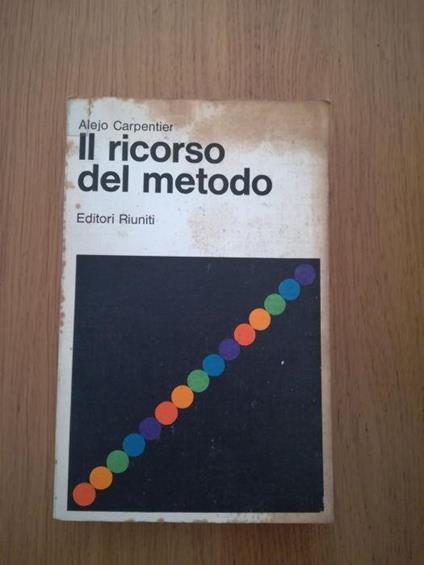 Alejo Carpentier
Il ricorso
del metodo
Editori Riuniti